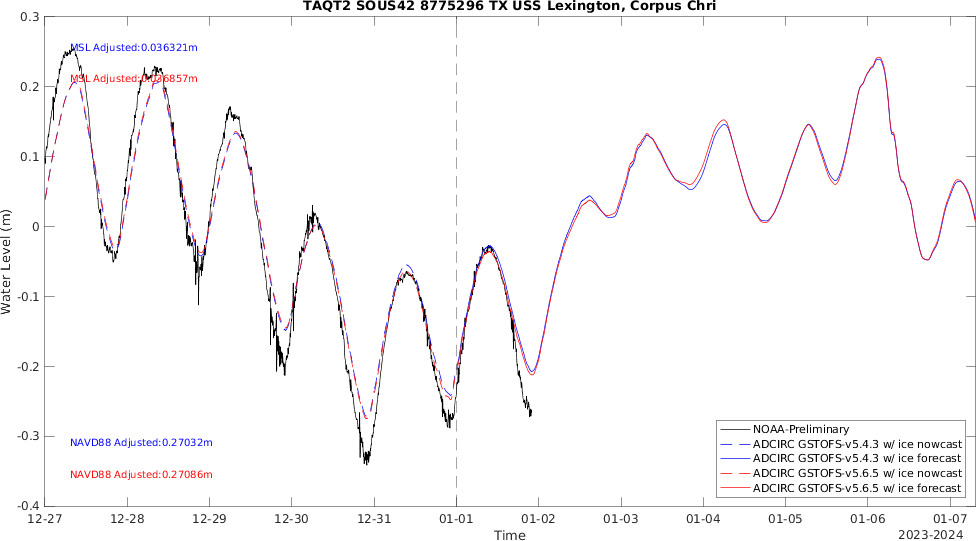 TAQT2 SOUS42 8775296 TX USS Lexington, Corpus Chri
0.3
MSL Adjusted:0.036321m
MSL Adjusted:0.036857m
0.2
0.1
0
Water Level (m)
-0.1
-0.2
-0.3
NAVD88 Adjusted:0.27032m
NAVD88 Adjusted:0.27086m
-0.4
NOAA-Preliminary
ADCIRC GSTOFS-v5.4.3 w/ ice nowcast
ADCIRC GSTOFS-v5.4.3 w/ ice forecast
ADCIRC GSTOFS-v5.6.5 w/ ice nowcast
ADCIRC GSTOFS-v5.6.5 w/ ice forecast
12-27 12-28 12-29 12-30 12-31 01-01 01-02 01-03 01-04 01-05 01-06 01-07
Time
2023-2024